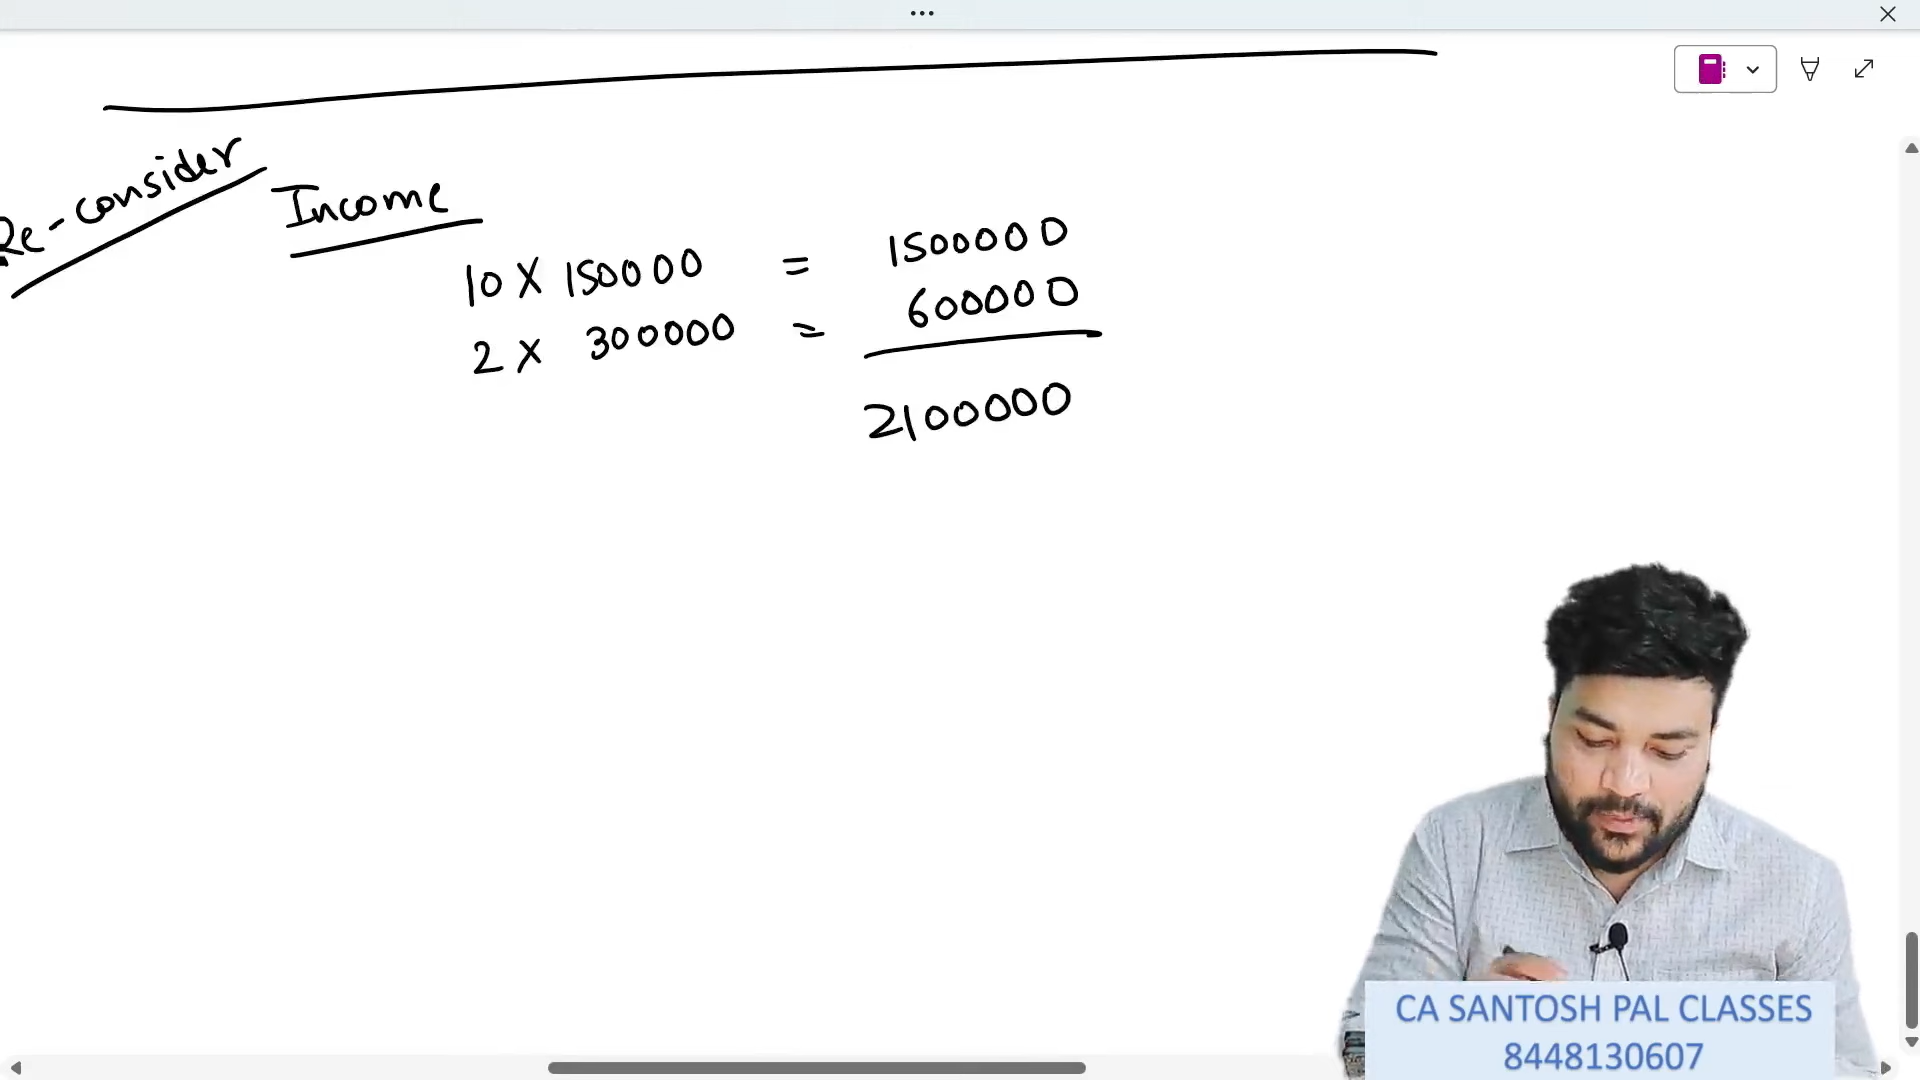 Re-consider
Income
10 X 150000 = 1500000
2 X 300000 = 600000
2100000
CA SANTOSH PAL CLASSES
8448130607